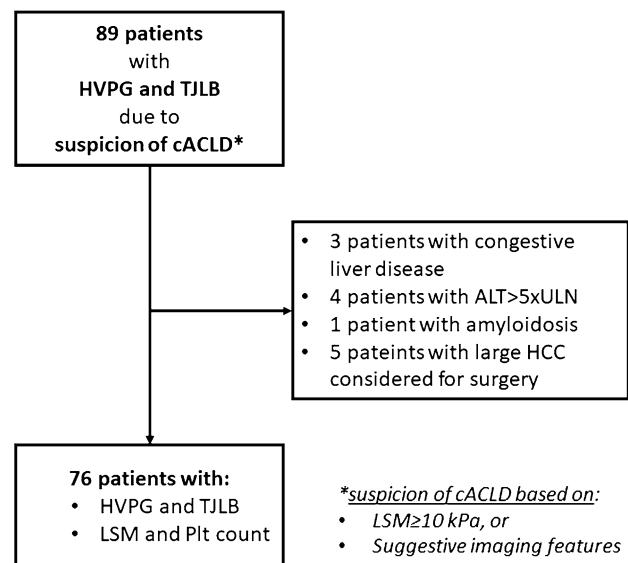 89 patients
with
HVPG and TJLB
due to
suspicion of cACLD*
• 3 patients with congestive
liver disease
• 4 patients with ALT>5xULN
• 1 patient with amyloidosis
• 5 pateints with large HCC
considered for surgery
76 patients with:
• HVPG and TJLB
• LSM and Plt count
*suspicion of cACLD based on:
• LSM≥10 kPa, or
• Suggestive imaging features